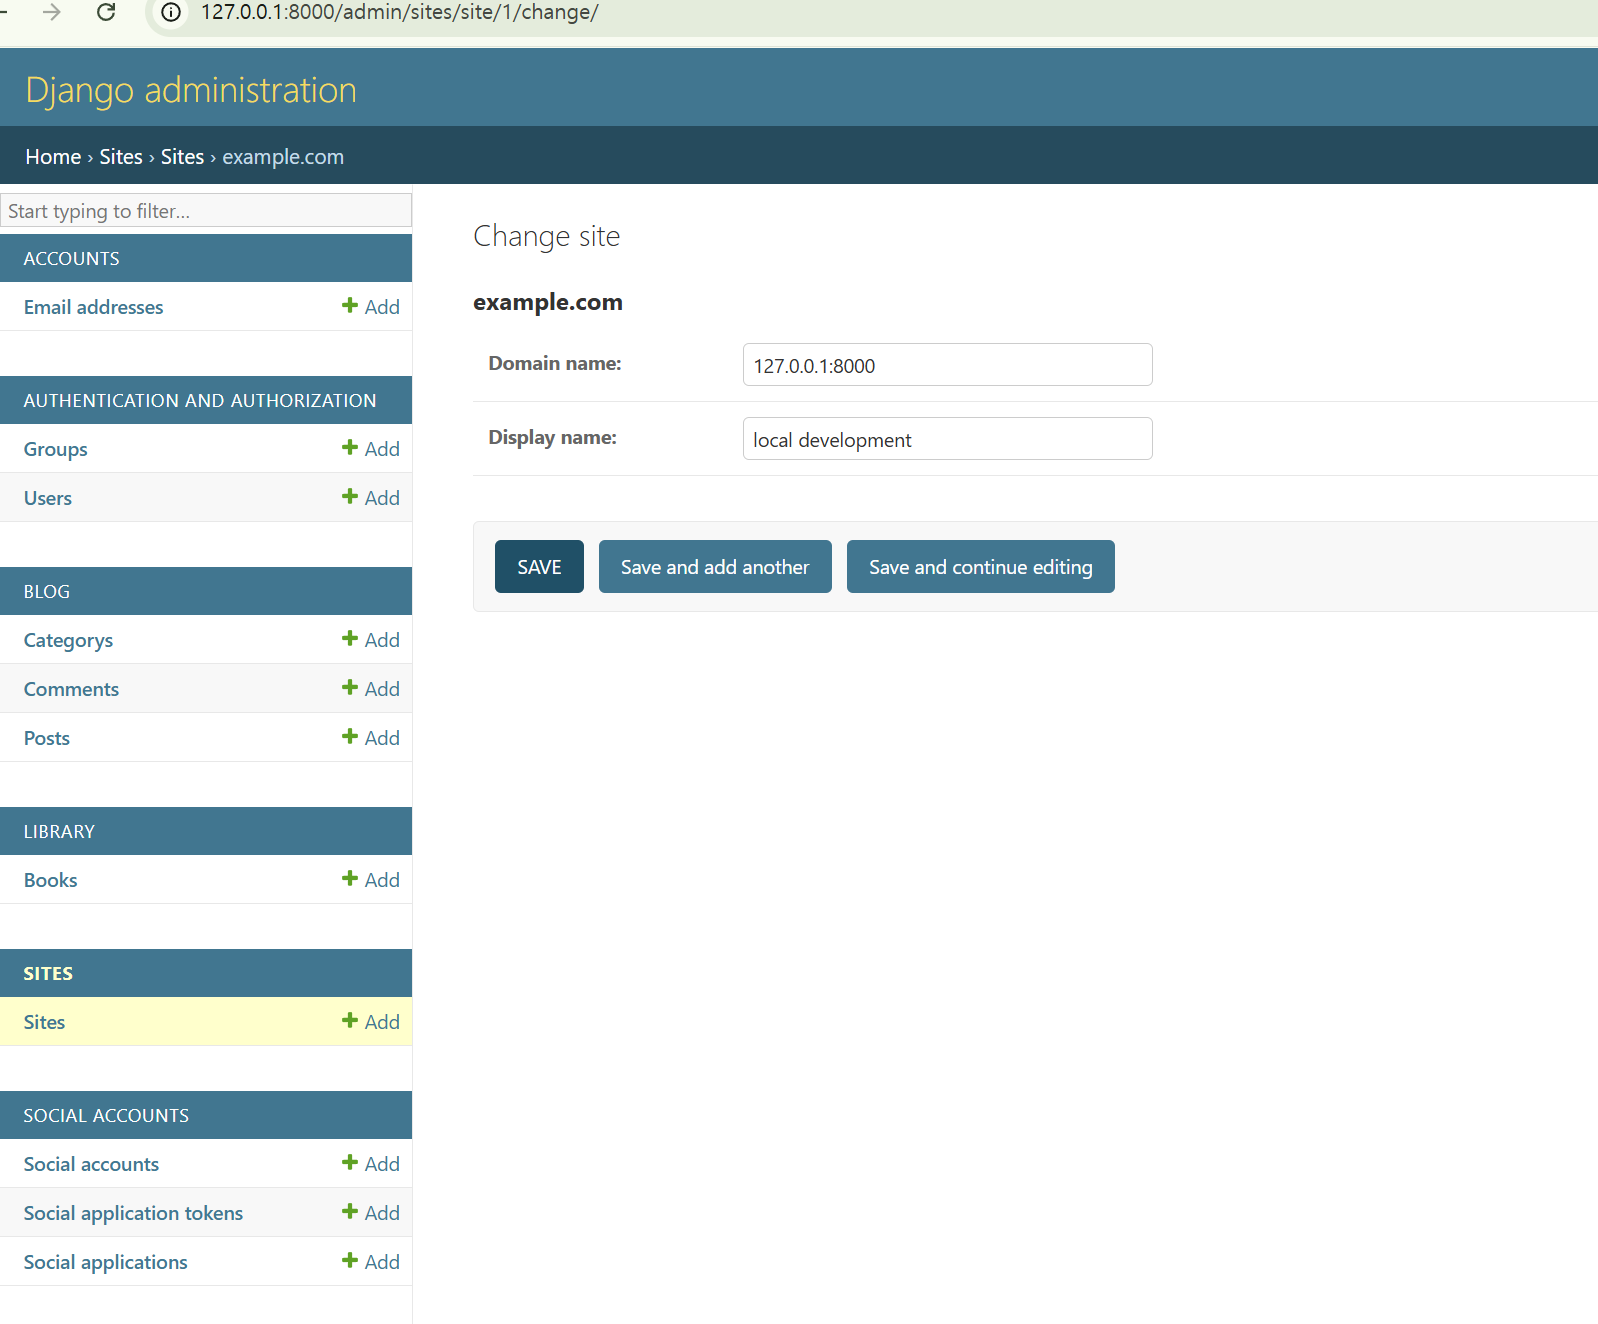 127.0.0.1:8000/admin/sites/site/1/change/
Django administration
Home › Sites › Sites › example.com
Start typing to filter...
ACCOUNTS
Email addresses Add
AUTHENTICATION AND AUTHORIZATION
Groups Add
Users Add
BLOG
Categorys Add
Comments Add
Posts Add
LIBRARY
Books Add
SITES
Sites Add
SOCIAL ACCOUNTS
Social accounts Add
Social application tokens Add
Social applications Add
Change site
example.com
Domain name: 127.0.0.1:8000
Display name: local development
SAVE Save and add another Save and continue editing